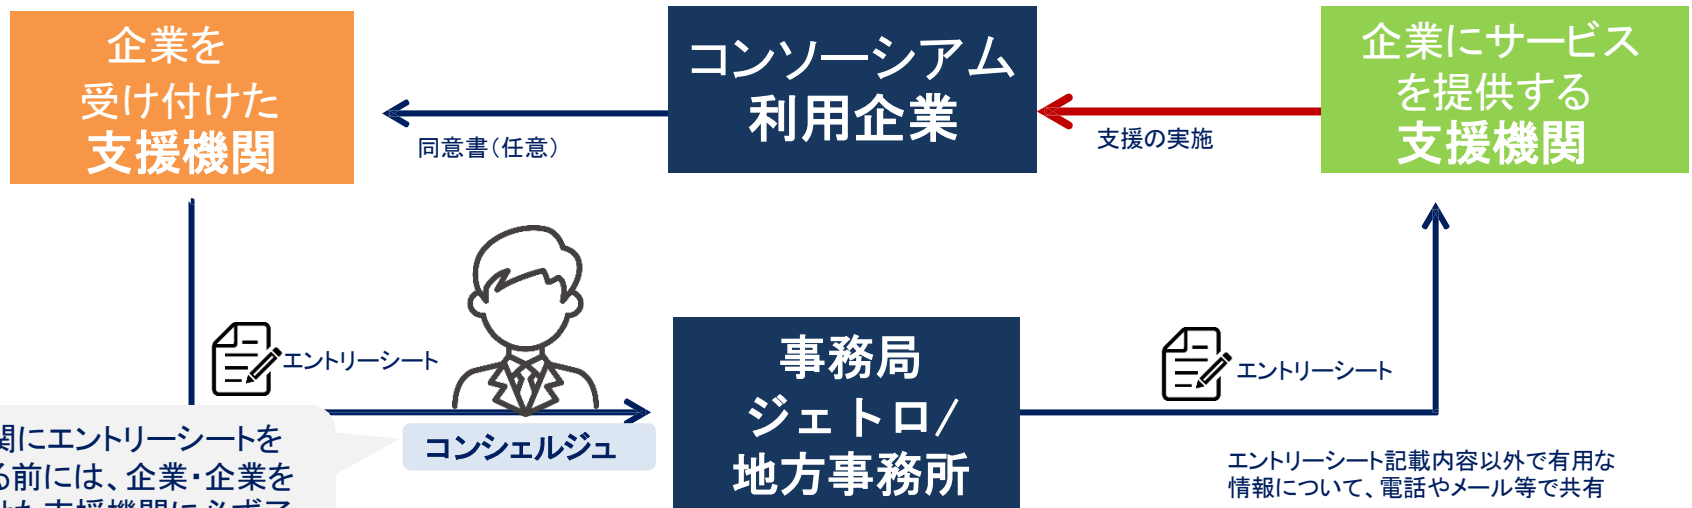 企業を
受け付けた
支援機関
コンソーシアム
利用企業
企業にサービス
を提供する
支援機関
同意書（任意）
支援の実施
エントリーシート
エントリーシート
事務局
ジェトロ/
地方事務所
コンシェルジュ
関にエントリーシートを
る前には、企業・企業を
支援機関に必ず
エントリーシート記載内容以外で有用な
情報について、電話やメール等で共有